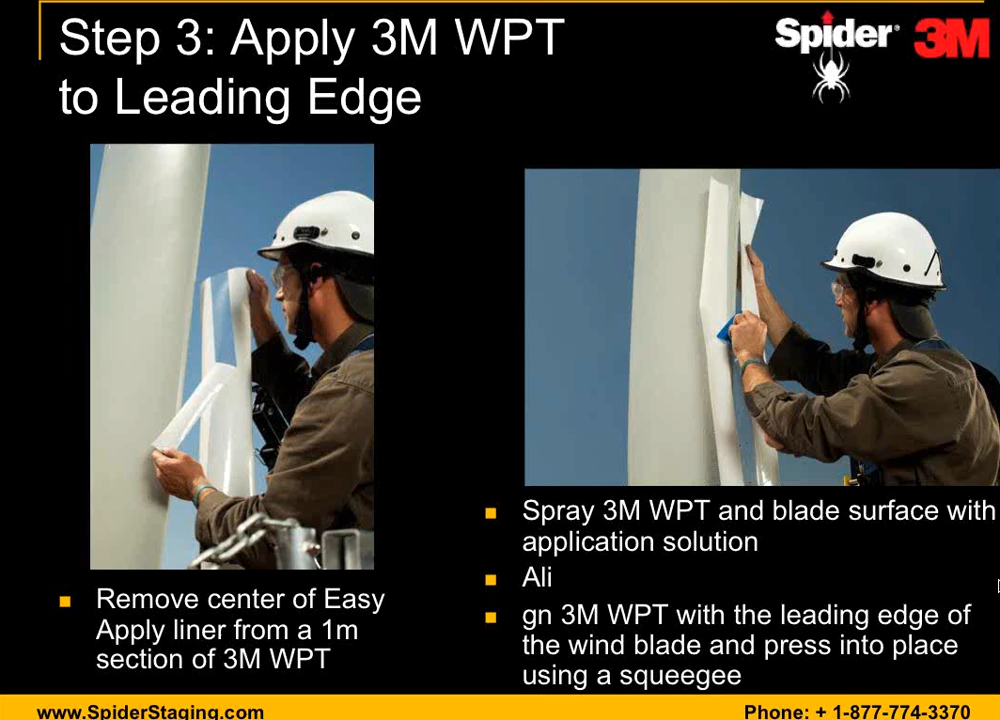 Step 3: Apply 3M WPT
to Leading Edge
Spider®
3M
Remove center of Easy
Apply liner from a 1m
section of 3M WPT
Spray 3M WPT and blade surface with
application solution
Ali
gn 3M WPT with the leading edge of
the wind blade and press into place
using a squeegee
www.SpiderStaging.com
Phone: + 1-877-774-3370